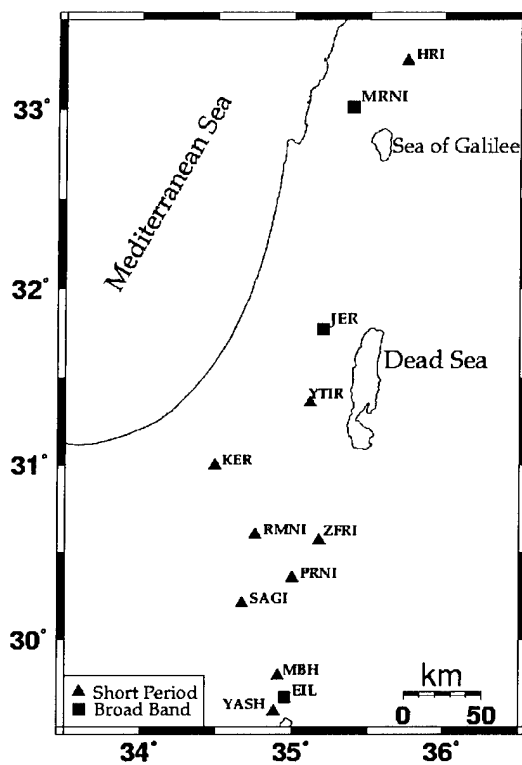 HRI
MRNI
33°
Sea of Galilee
Mediterranean Sea
32°
JER
Dead Sea
YTIR
31°
KER
RMNI
ZFRI
PRNI
SAGI
30°
MBH
EIL
YASH
Short Period
Broad Band
km
0 50
34° 35° 36°